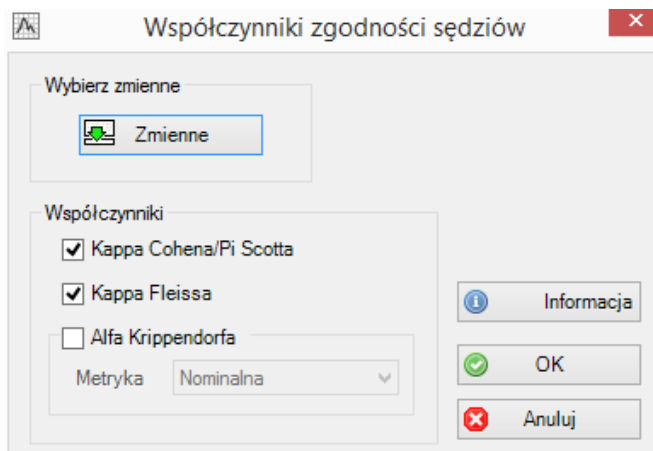 Współczynniki zgodności sędziów
Wybierz zmienne
Zmienne
Współczynniki
Kappa Cohena/Pi Scotta
Kappa Fleissa
Alfa Krippendorfa
Metryka Nominalna
Informacja
OK
Anuluj